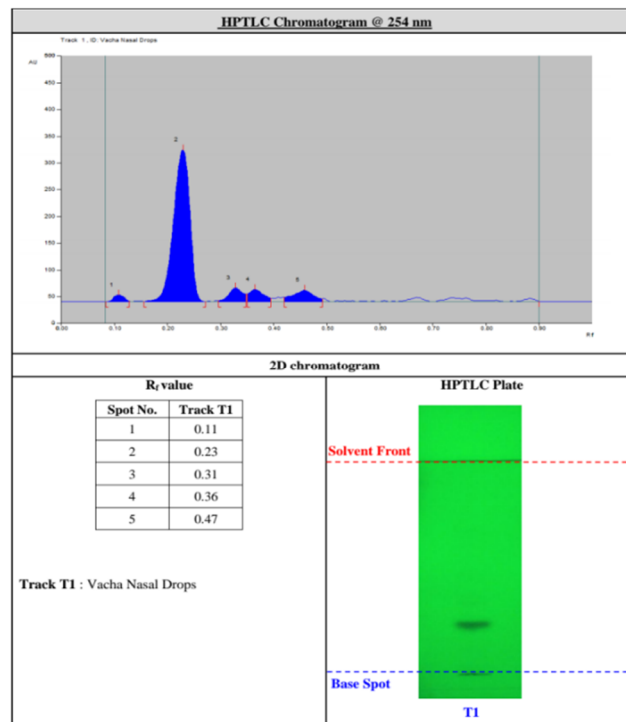 HPTLC Chromatogram @ 254 nm
Track 1 , ID: Vacha Nasal Drops
AU
500
450
400
350
300
250
200
150
100
50
0
1
2
3
4
5
0.00 0.10 0.20 0.30 0.40 0.50 0.60 0.70 0.80 0.90
Rf
2D chromatogram
Rf value
Spot No. Track T1
1 0.11
2 0.23
3 0.31
4 0.36
5 0.47
Track T1 : Vacha Nasal Drops
HPTLC Plate
Solvent Front
Base Spot
T1